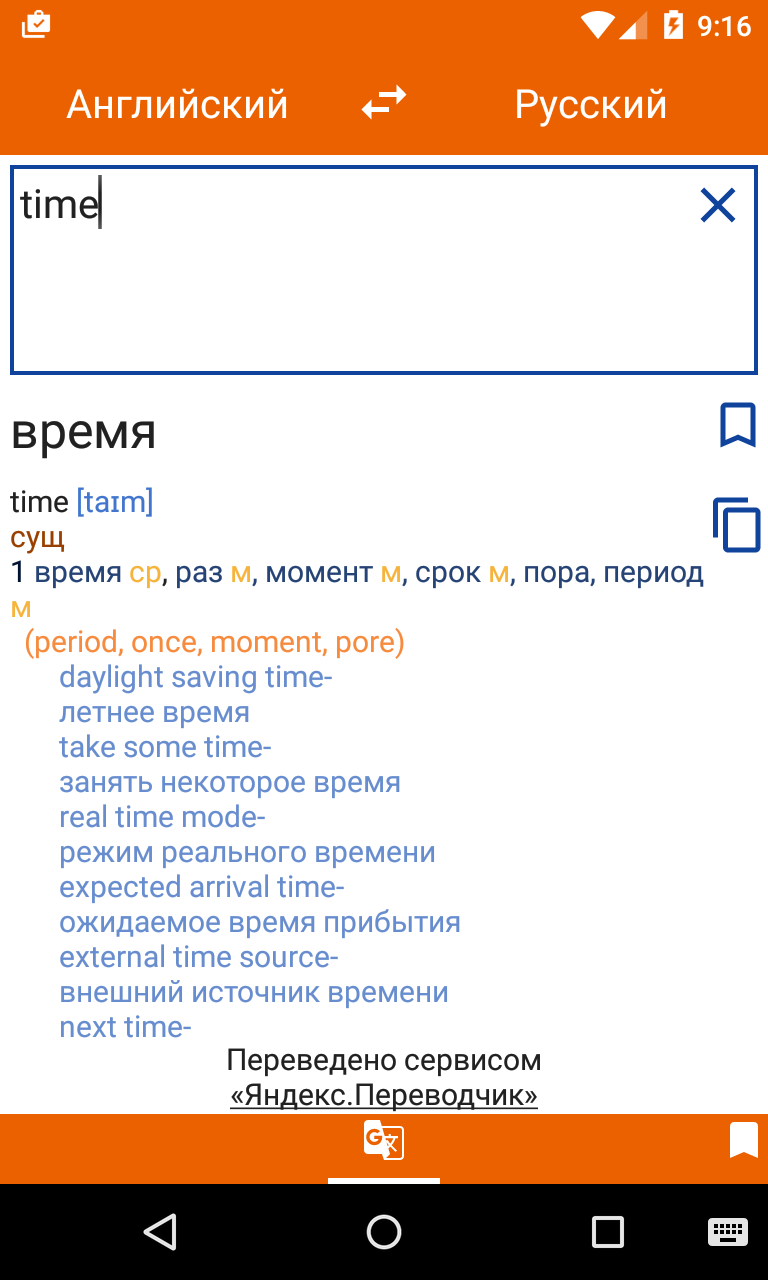 9:16
Английский Русский
time
время
time [taɪm]
сущ
1 время ср, раз м, момент м, срок м, пора, период
м
(period, once, moment, pore)
daylight saving time-
летнее время
take some time-
занять некоторое время
real time mode-
режим реального времени
expected arrival time-
ожидаемое время прибытия
external time source-
внешний источник времени
next time-
Переведено сервисом
«Яндекс.Переводчик»